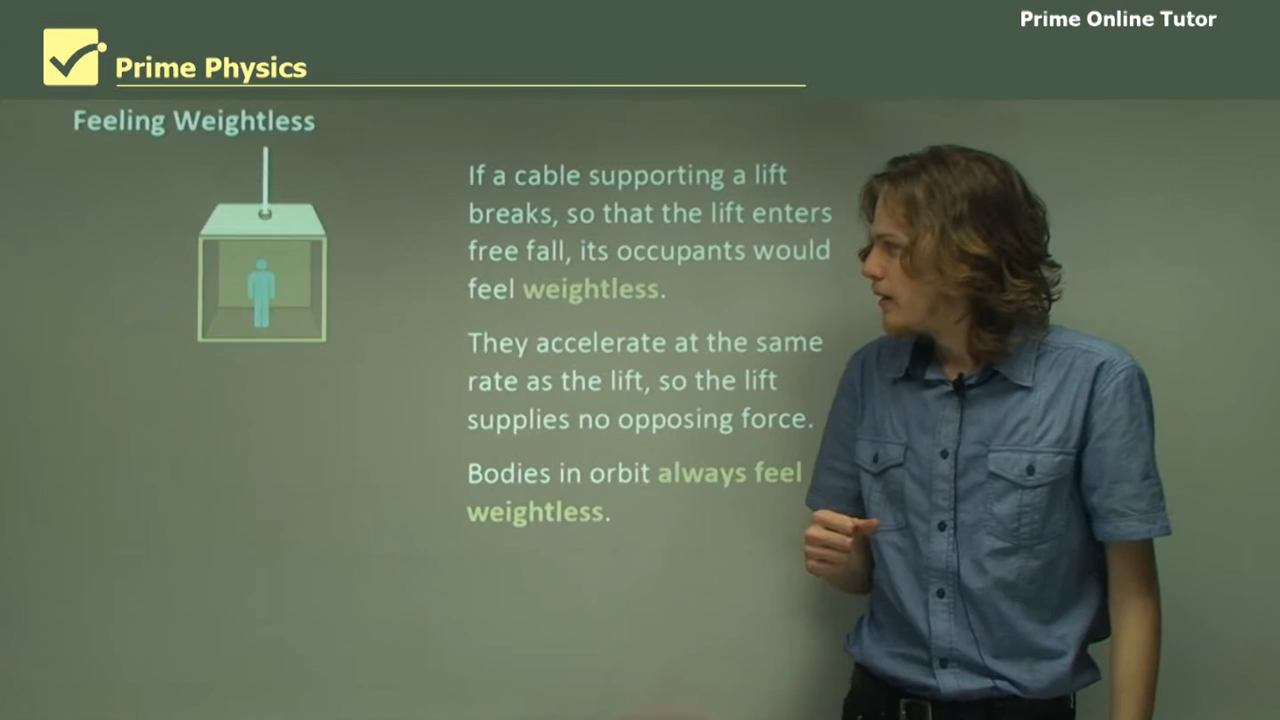 Prime Online Tutor
Prime Physics
Feeling Weightless
If a cable supporting a lift
breaks, so that the lift enters
free fall, its occupants would
feel weightless.
They accelerate at the same
rate as the lift, so the lift
supplies no opposing force.
Bodies in orbit always feel
weightless.